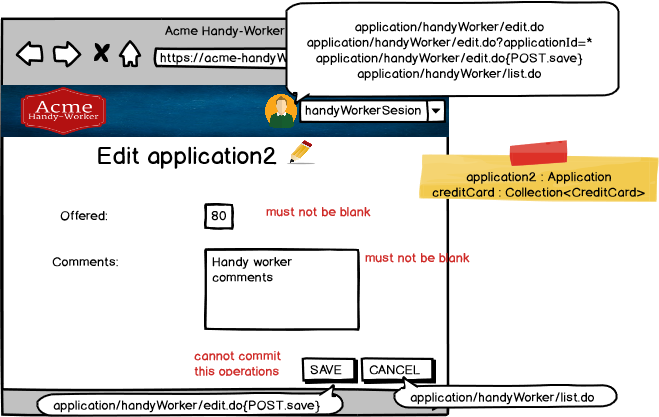 Acme Handy-Worker
application/handyWorker/edit.do
application/handyWorker/edit.do?applicationId=*
application/handyWorker/edit.do{POST.save}
application/handyWorker/list.do
https://acme-handyW
Acme
Handy-Worker
handyWorkerSesion
Edit application2
application2 : Application
creditCard : Collection<CreditCard>
Offered:
80
must not be blank
Comments:
Handy worker
comments
must not be blank
cannot commit
this operations
SAVE
CANCEL
application/handyWorker/edit.do{POST.save}
application/handyWorker/list.do